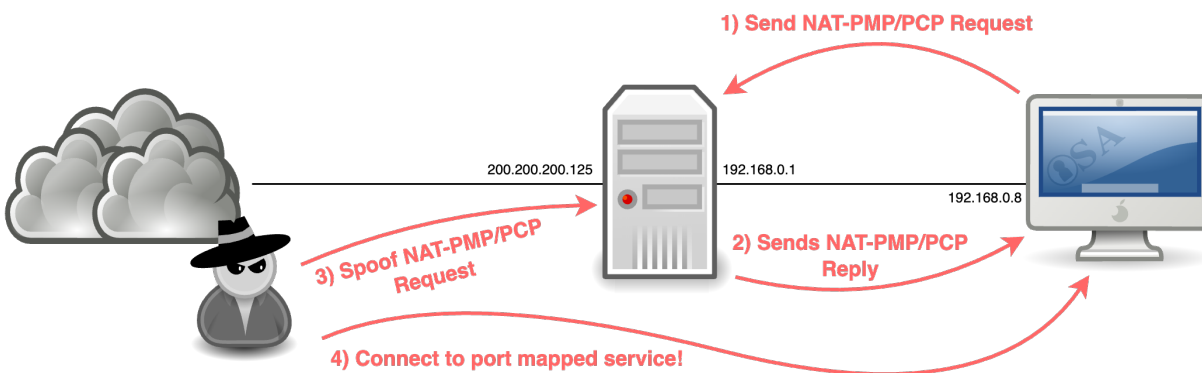 1) Send NAT-PMP/PCP Request
200.200.200.125
192.168.0.1
192.168.0.8
OSA
2) Sends NAT-PMP/PCP
Reply
3) Spoof NAT-PMP/PCP
Request
4) Connect to port mapped service!